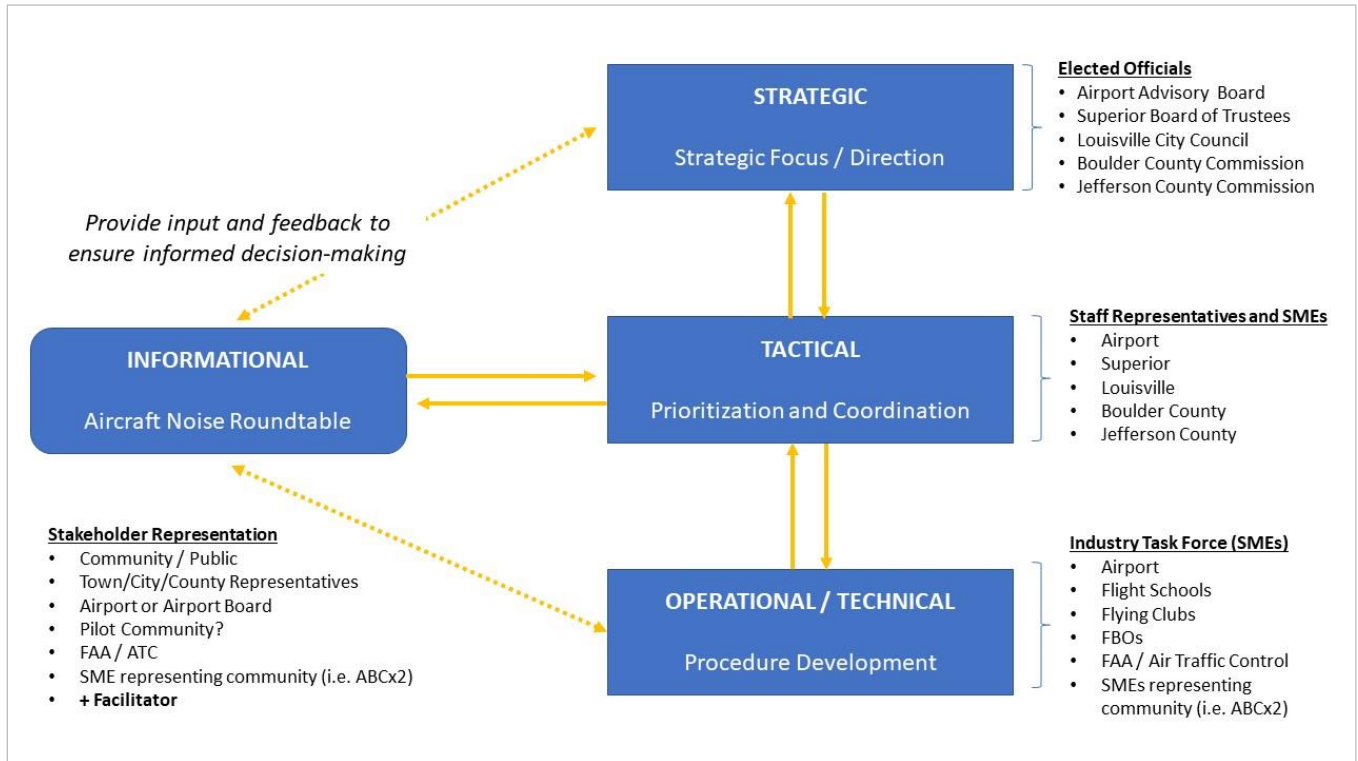 STRATEGIC
Strategic Focus / Direction
Elected Officials
• Airport Advisory Board
• Superior Board of Trustees
• Louisville City Council
• Boulder County Commission
• Jefferson County Commission
Provide input and feedback to
ensure informed decision-making
INFORMATIONAL
Aircraft Noise Roundtable
TACTICAL
Prioritization and Coordination
Staff Representatives and SMEs
• Airport
• Superior
• Louisville
• Boulder County
• Jefferson County
Stakeholder Representation
• Community / Public
• Town/City/County Representatives
• Airport or Airport Board
• Pilot Community?
• FAA / ATC
• SME representing community (i.e. ABCx2)
• + Facilitator
OPERATIONAL / TECHNICAL
Procedure Development
Industry Task Force (SMEs)
• Airport
• Flight Schools
• Flying Clubs
• FBOs
• FAA / Air Traffic Control
• SMEs representing
community (i.e. ABCx2)